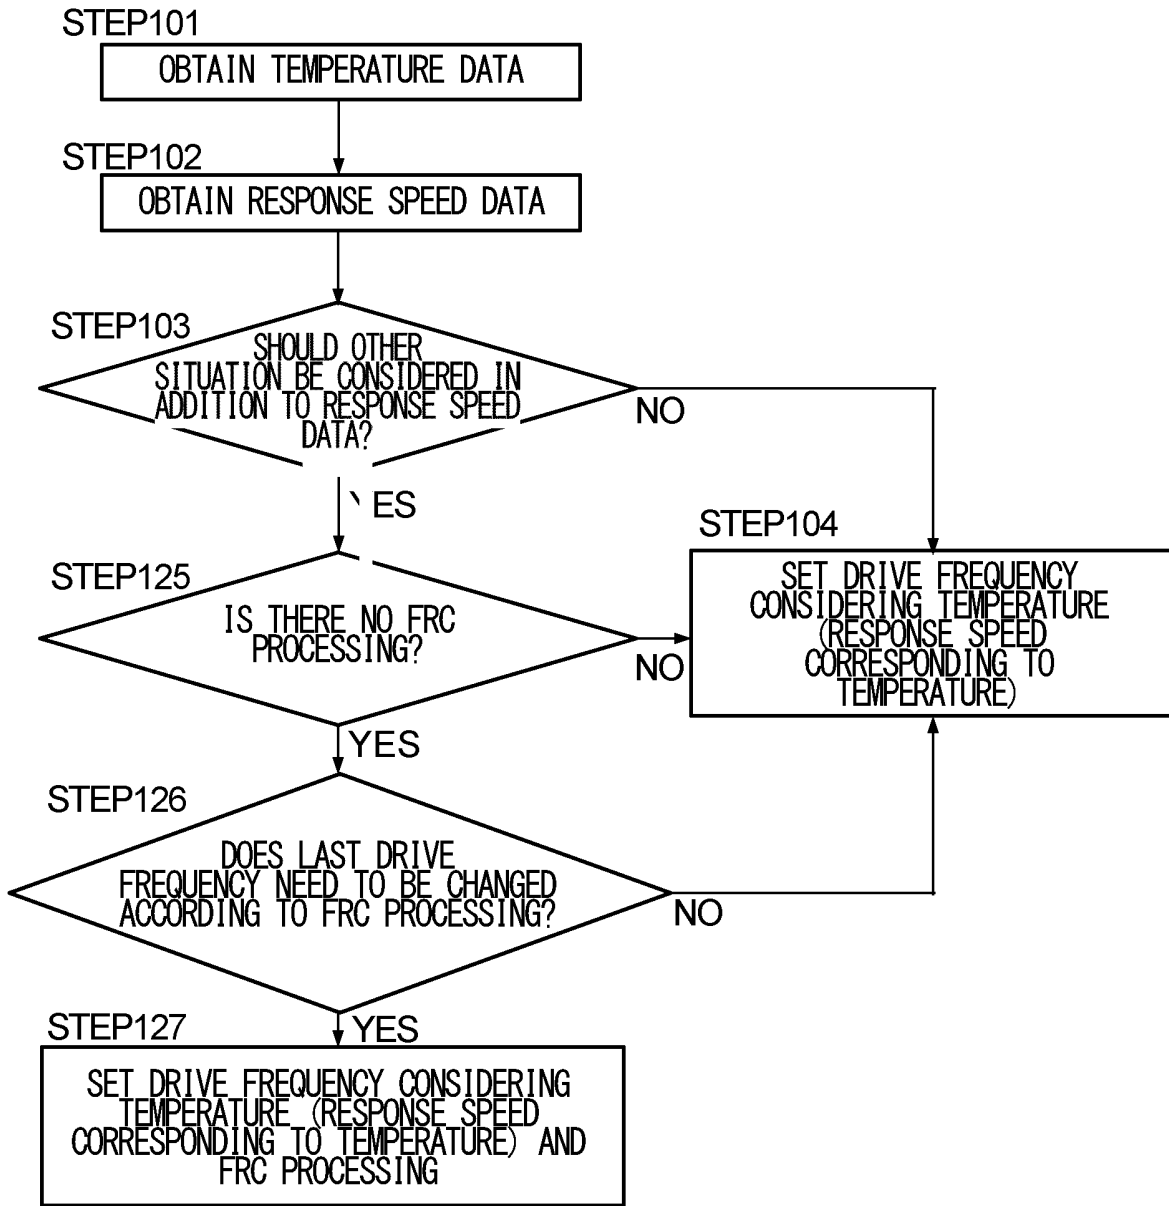 STEP101
OBTAIN TEMPERATURE DATA
STEP102
OBTAIN RESPONSE SPEED DATA
STEP103
SHOULD OTHER
SITUATION BE CONSIDERED IN
ADDITION TO RESPONSE SPEED
DATA?
NO
YES
STEP104
SET DRIVE FREQUENCY
CONSIDERING TEMPERATURE
(RESPONSE SPEED
CORRESPONDING TO
TEMPERATURE)
STEP125
IS THERE NO FRC
PROCESSING?
NO
YES
STEP126
DOES LAST DRIVE
FREQUENCY NEED TO BE CHANGED
ACCORDING TO FRC PROCESSING?
NO
YES
STEP127
SET DRIVE FREQUENCY CONSIDERING
TEMPERATURE (RESPONSE SPEED
CORRESPONDING TO TEMPERATURE) AND
FRC PROCESSING